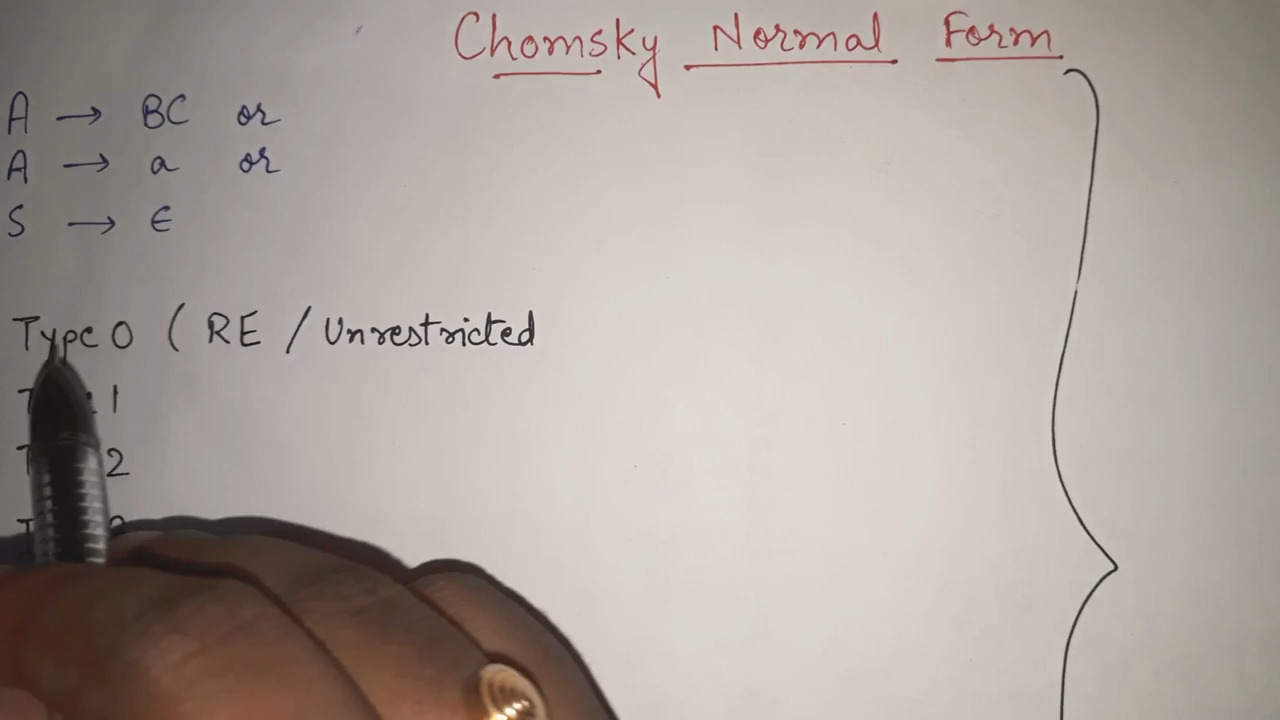 Chomsky Normal Form
A → BC or
A → a or
S → ∈
Type 0 ( RE / Unrestricted
1
2